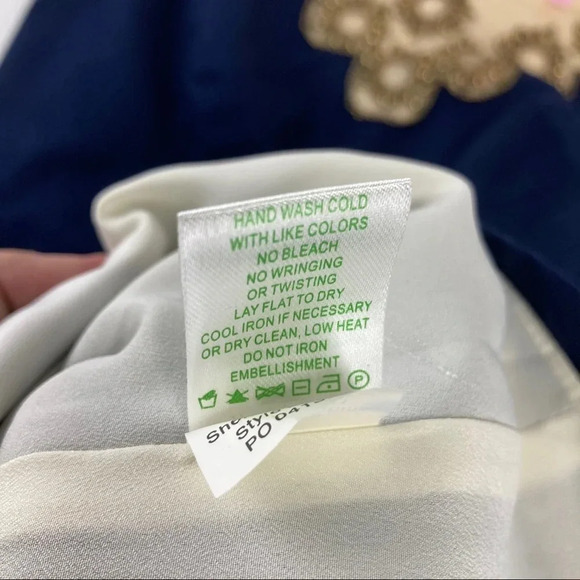 HAND WASH COLD
WITH LIKE COLORS
NO BLEACH
NO WRINGING
OR TWISTING
LAY FLAT TO DRY
COOL IRON IF NECESSARY
OR DRY CLEAN, LOW HEAT
DO NOT IRON
EMBELLISHMENT
P
PO